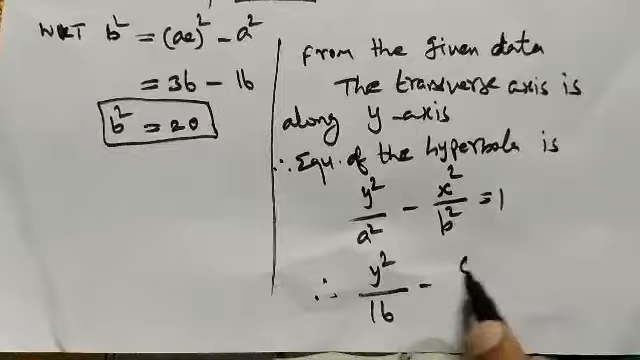 WKT b² = (ae)² - a²
= 36 - 16
b² = 20
From the given data
The transverse axis is
along y-axis
∴ Equ. of the hyperbola is
y²/a² - x²/b² = 1
∴ y²/16 -